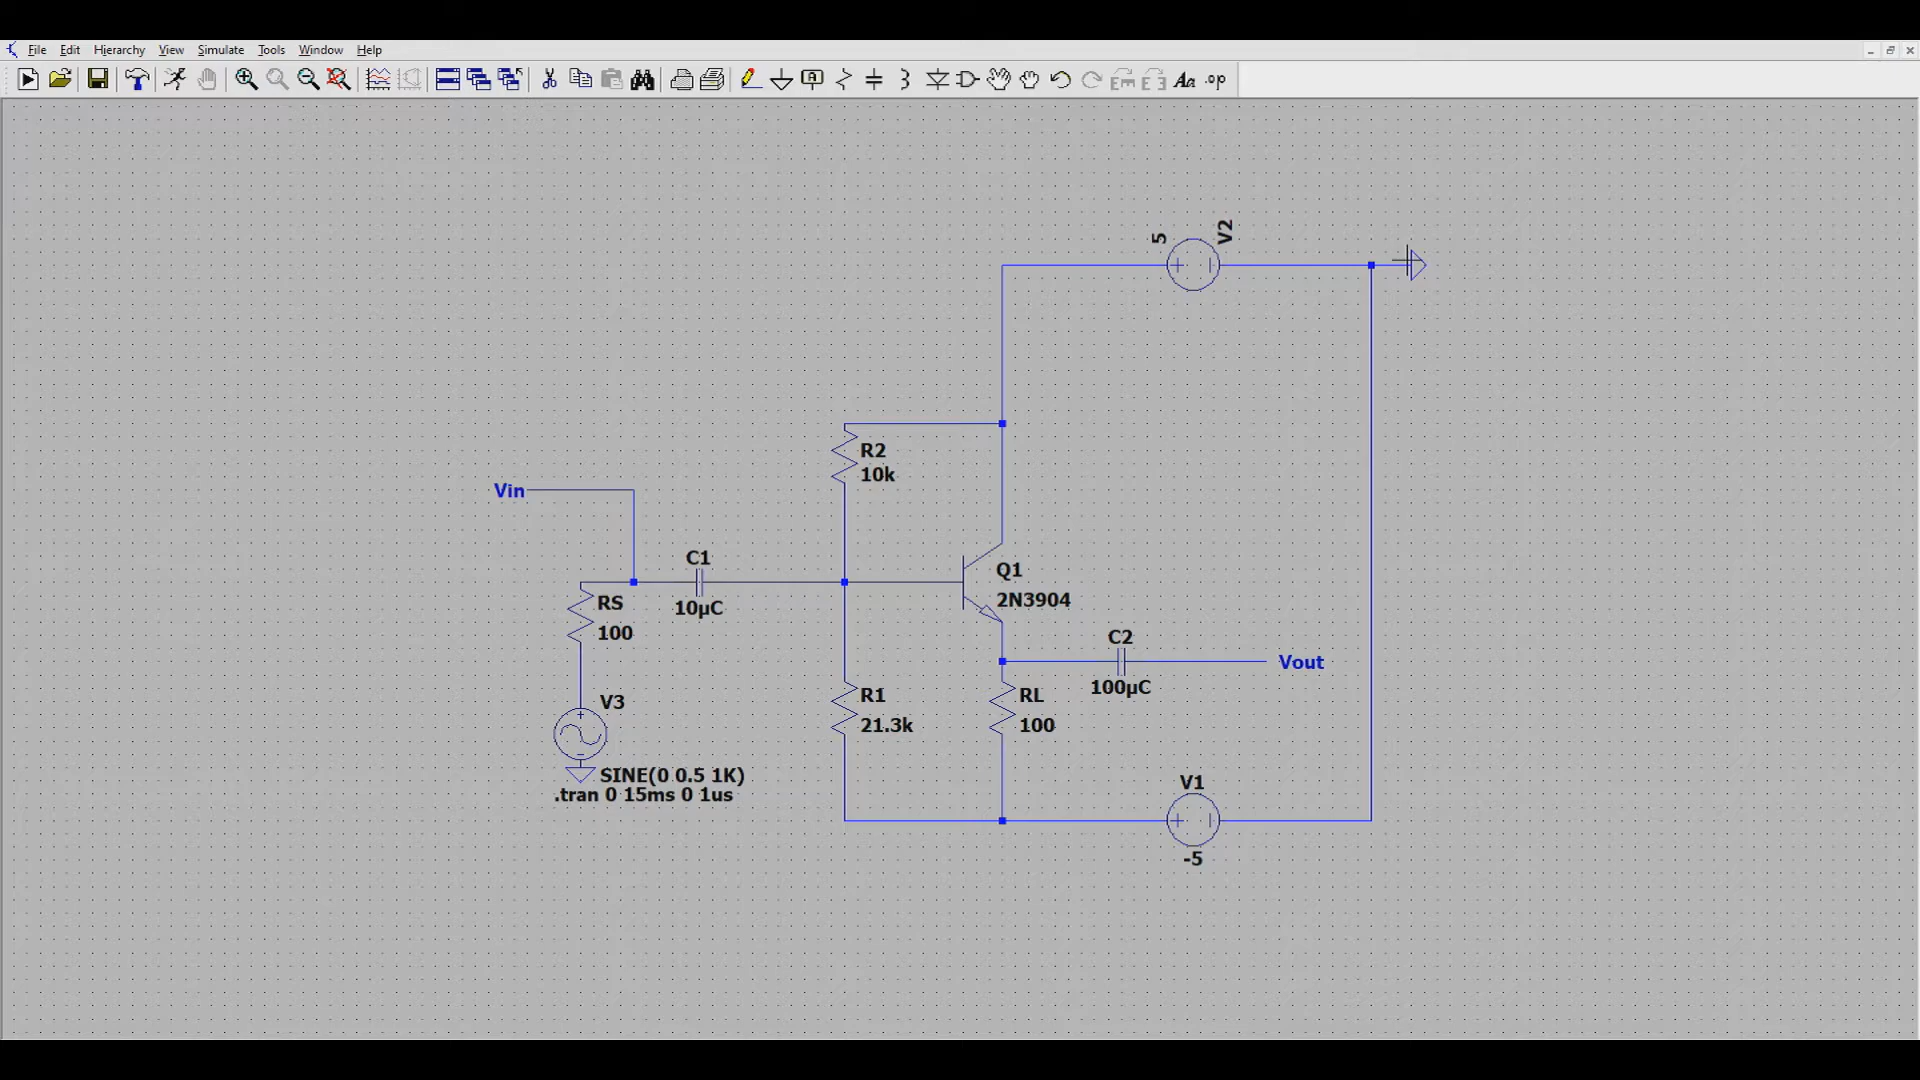 File Edit Hierarchy View Simulate Tools Window Help
Aa .op
5
V2
R2
10k
Vin
C1
10µC
Q1
2N3904
RS
100
C2
100µC
Vout
R1
21.3k
RL
100
V3
SINE(0 0.5 1K)
.tran 0 15ms 0 1us
V1
-5